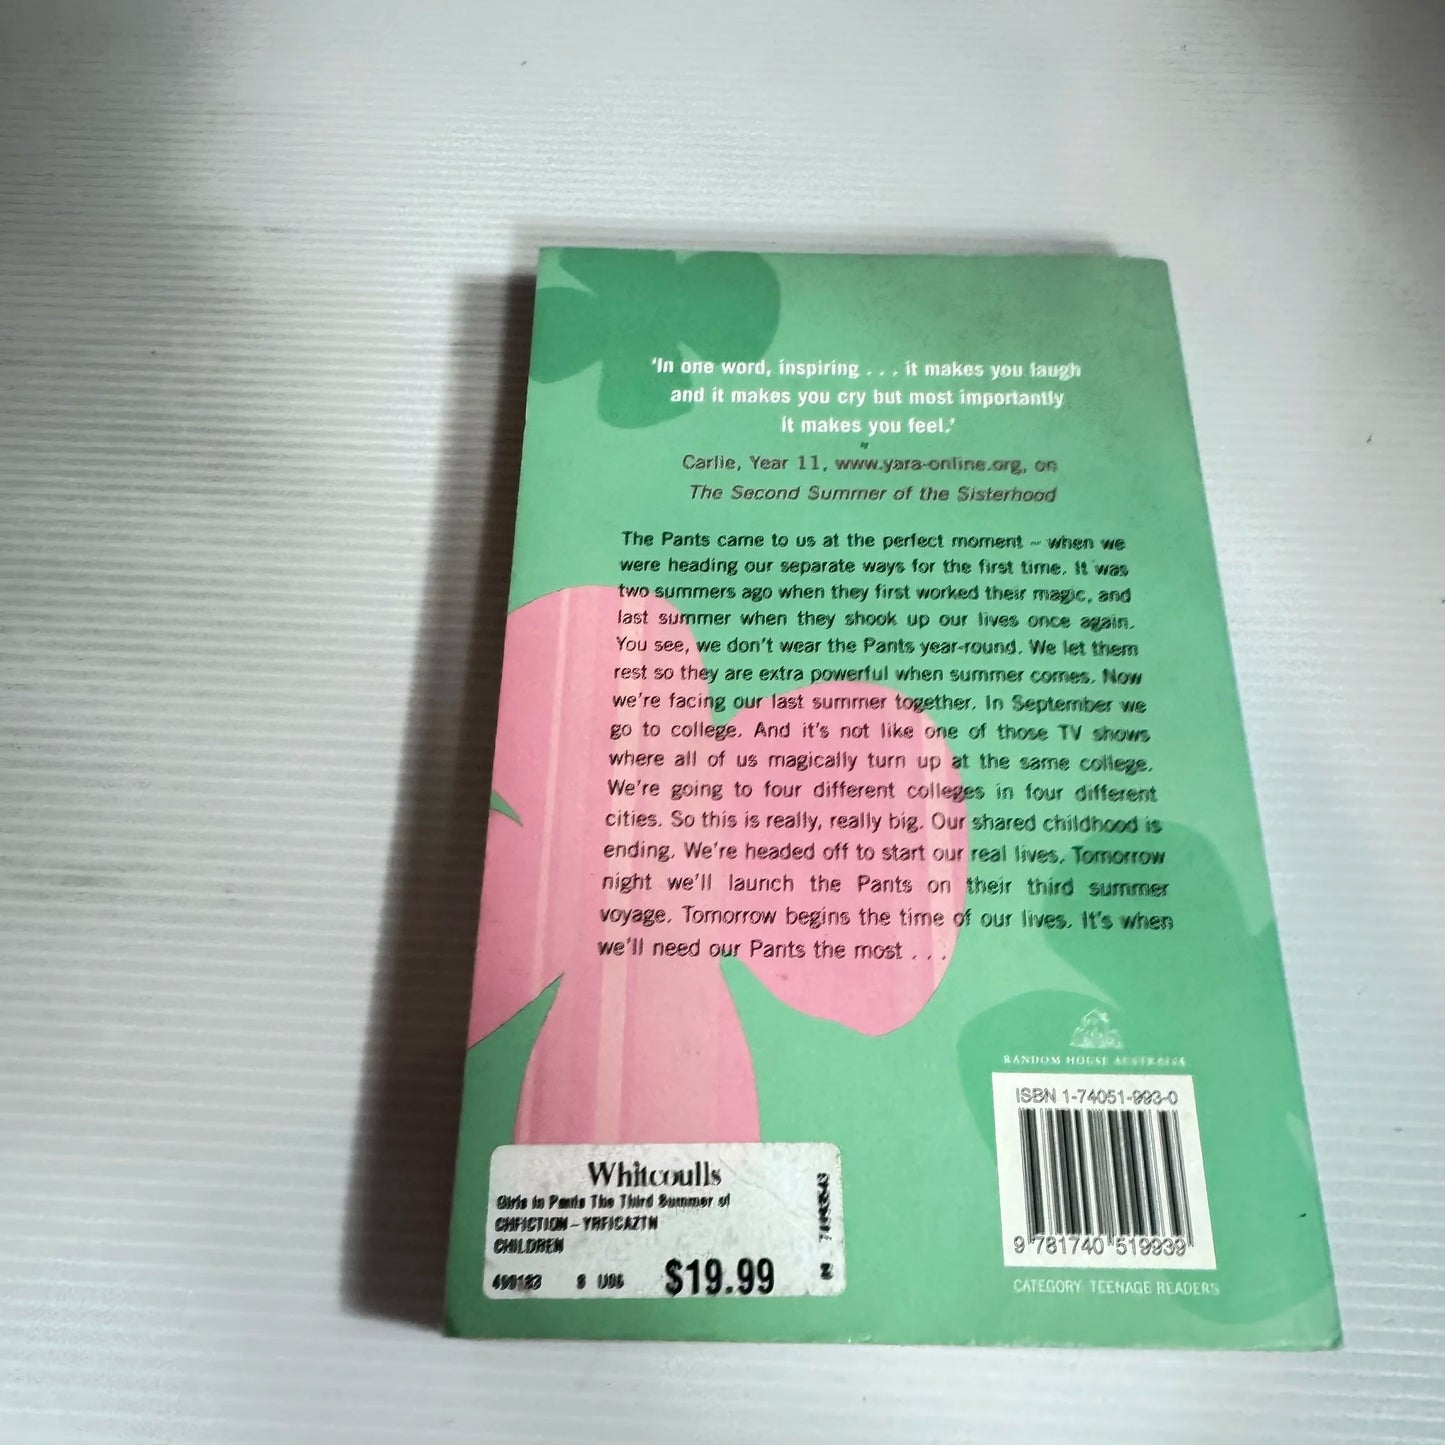 ‘In one word, inspiring . . . it makes you laugh
and it makes you cry but most importantly
it makes you feel.’
Carlie, Year 11, www.yara-online.org, on
The Second Summer of the Sisterhood
The Pants came to us at the perfect moment – when we
were heading our separate ways for the first time. It was
two summers ago when they first worked their magic, and
last summer when they shook up our lives once again.
You see, we don't wear the Pants year-round. We let them
rest so they are extra powerful when summer comes. Now
we're facing our last summer together. In September we
go to college. And it's not like one of those TV shows
where all of us magically turn up at the same college.
We're going to four different colleges in four different
cities. So this is really, really big. Our shared childhood is
ending. We're headed off to start our real lives. Tomorrow
night we'll launch the Pants on their third summer
voyage. Tomorrow begins the time of our lives. It's when
we'll need our Pants the most . . .
RANDOM HOUSE AUSTRALIA
ISBN 1-74051-993-0
9 781740 519939
CATEGORY: TEENAGE READERS
Whitcoulls
Girls in Pants The Third Summer of
CHFICTION - YRFICAZTN
CHILDREN
$19.99